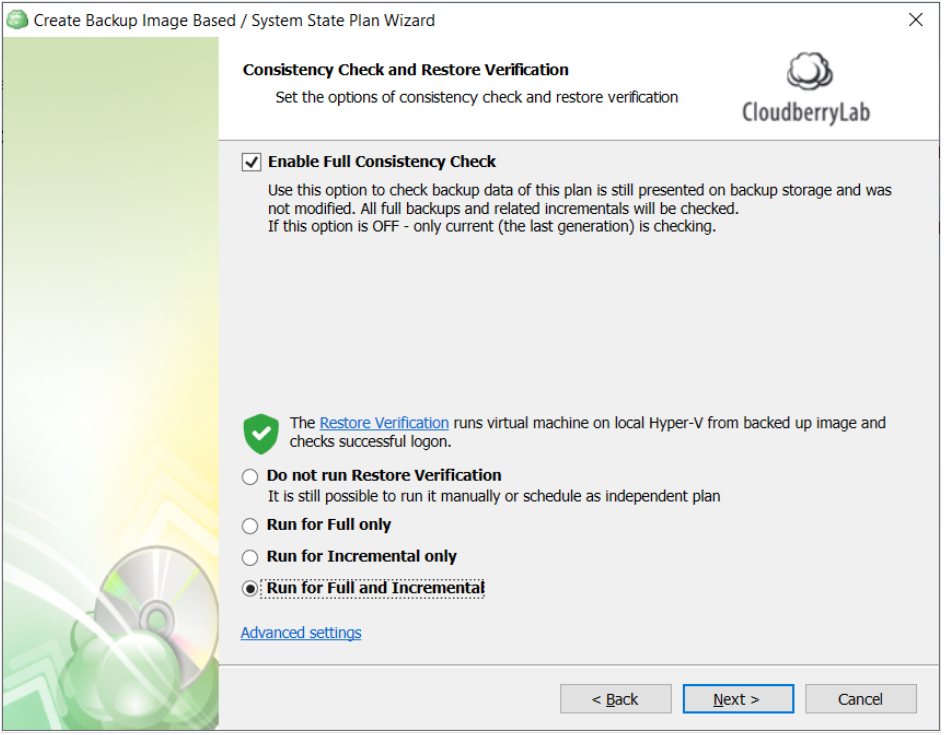 Create Backup Image Based / System State Plan Wizard
Consistency Check and Restore Verification
Set the options of consistency check and restore verification
CloudberryLab
Enable Full Consistency Check
Use this option to check backup data of this plan is still presented on backup storage and was
not modified. All full backups and related incrementals will be checked.
If this option is OFF - only current (the last generation) is checking.
The Restore Verification runs virtual machine on local Hyper-V from backed up image and
checks successful logon.
Do not run Restore Verification
It is still possible to run it manually or schedule as independent plan
Run for Full only
Run for Incremental only
Run for Full and Incremental
Advanced settings
< Back
Next >
Cancel